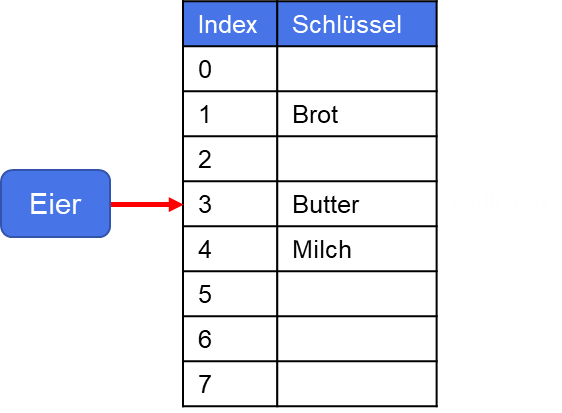 Index Schlüssel
0
1 Brot
2
Eier 3 Butter
4 Milch
5
6
7